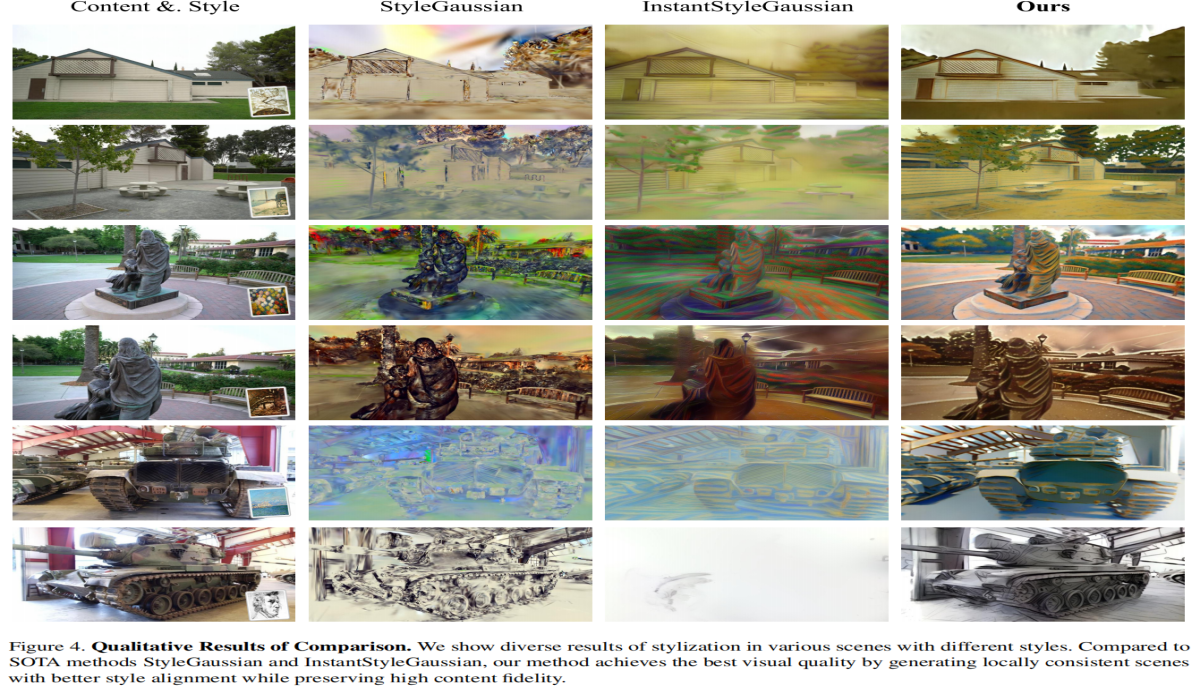 Content &. Style
StyleGaussian
InstantStyleGaussian
Ours
Figure 4. Qualitative Results of Comparison. We show diverse results of stylization in various scenes with different styles. Compared to
SOTA methods StyleGaussian and InstantStyleGaussian, our method achieves the best visual quality by generating locally consistent scenes
with better style alignment while preserving high content fidelity.